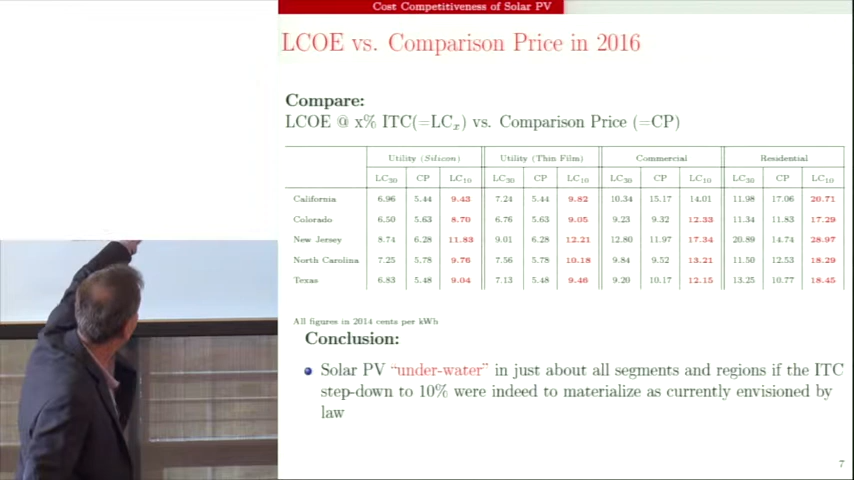 Cost Competitiveness of Solar PV
LCOE vs. Comparison Price in 2016
Compare:
LCOE @ x% ITC(=LCx) vs. Comparison Price (=CP)
Utility (Silicon) Utility (Thin Film) Commercial Residential
LC30 CP LC10 LC30 CP LC10 LC30 CP LC10 LC30 CP LC10
California 6.96 5.44 9.43 7.24 5.44 9.82 10.34 15.17 14.01 11.98 17.06 20.71
Colorado 6.50 5.63 8.70 6.76 5.63 9.05 9.23 9.32 12.33 11.34 11.83 17.29
New Jersey 8.74 6.28 11.83 9.01 6.28 12.21 12.80 11.97 17.34 20.89 14.74 28.97
North Carolina 7.25 5.78 9.76 7.56 5.78 10.18 9.84 9.52 13.21 11.50 12.53 18.29
Texas 6.83 5.48 9.04 7.13 5.48 9.46 9.20 10.17 12.15 13.25 10.77 18.45
All figures in 2014 cents per kWh
Conclusion:
Solar PV "under-water" in just about all segments and regions if the ITC
step-down to 10% were indeed to materialize as currently envisioned by
law
7